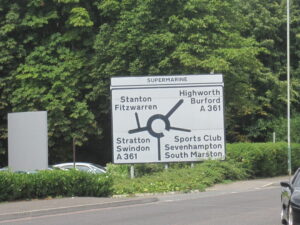 SUPERMARINE
Stanton
Fitzwarren
Highworth
Burford
A 361
Stratton
Swindon
A 361
Sports Club
Sevenhampton
South Marston